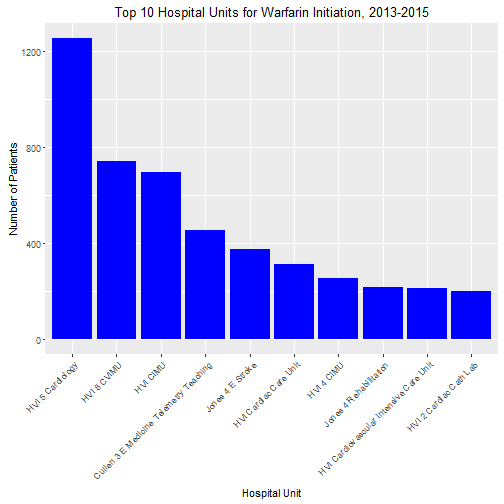 Top 10 Hospital Units for Warfarin Initiation, 2013-2015
Number of Patients
1200
800
400
0
HVI 5 Cardiology
HVI 8 CVIMU
HVI CIMU
Cullen 3 E Medicine Telemetry Teaching
Jones 4 E Stroke
HVI Cardiac Care Unit
HVI 4 CIMU
Jones 4 Rehabilitation
HVI Cardiovascular Intensive Care Unit
HVI 2 Cardiac Cath Lab
Hospital Unit